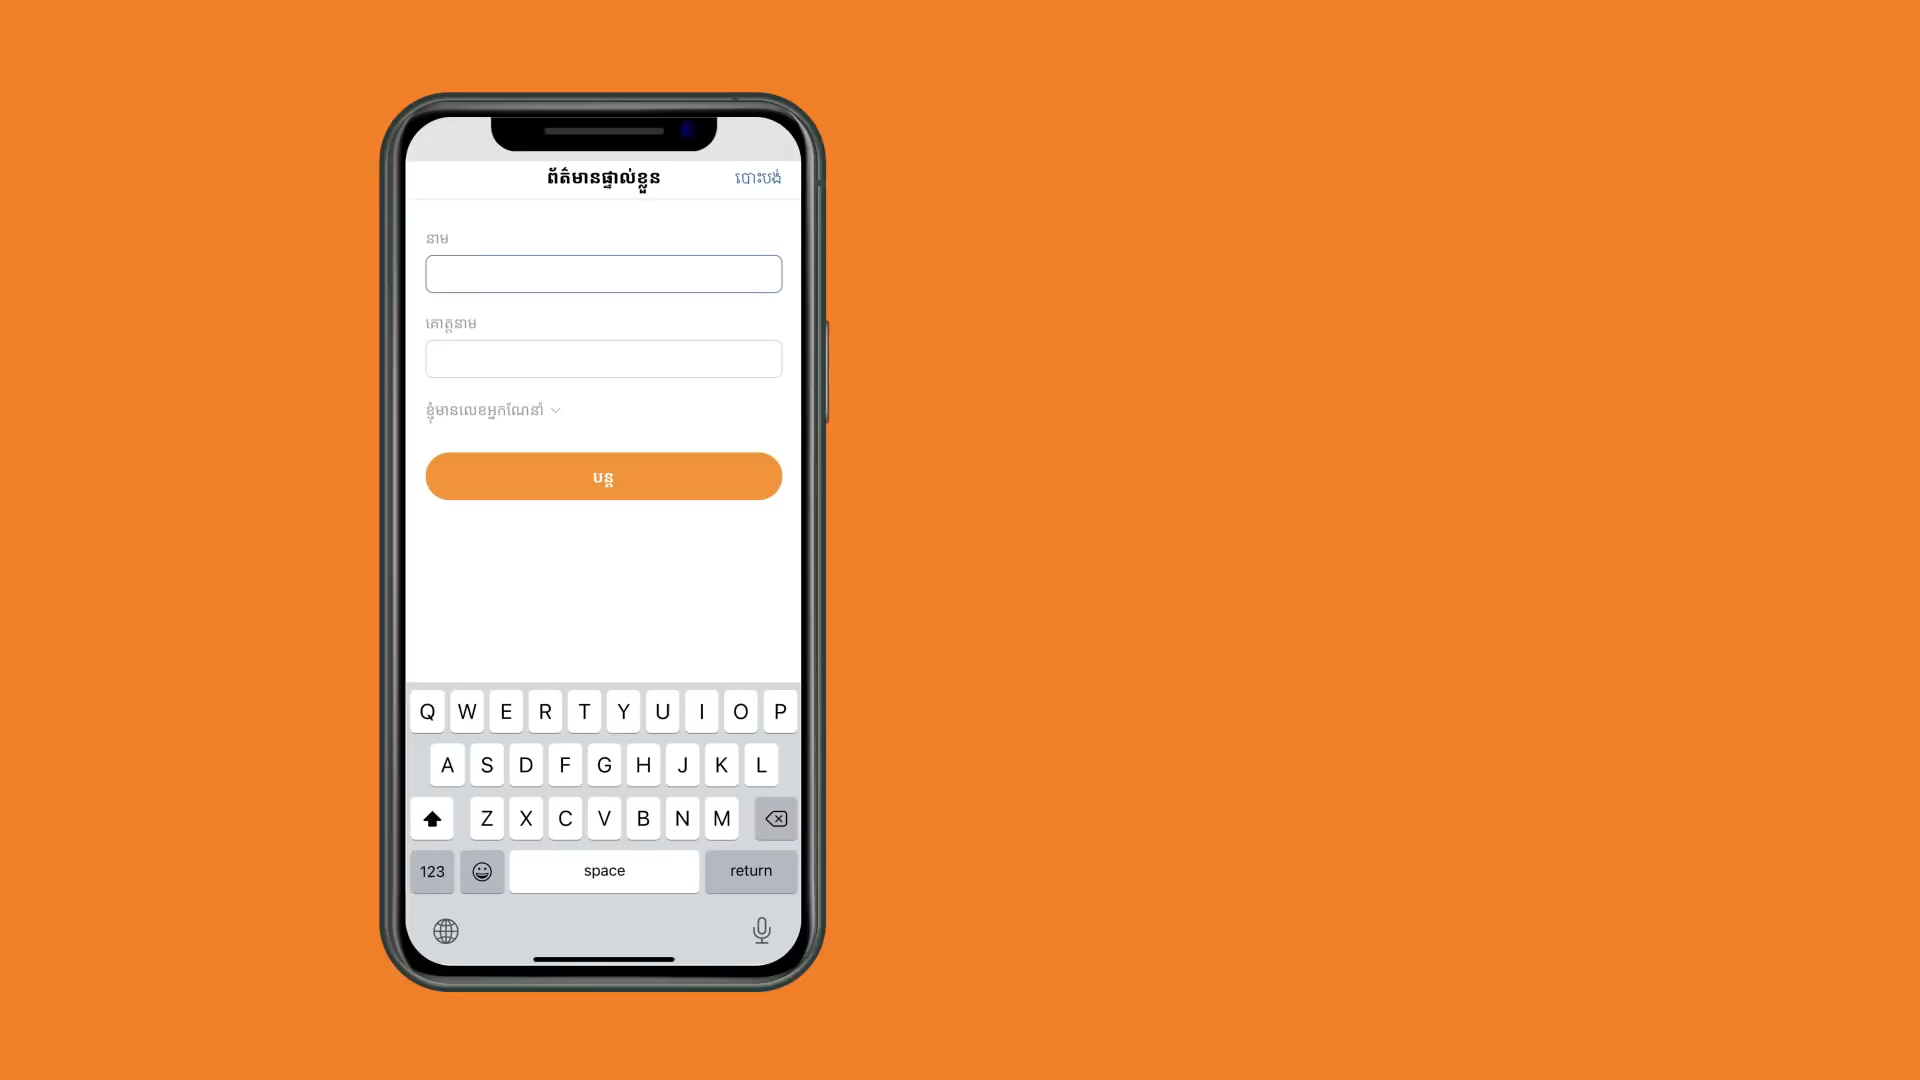 ព័ត៌មានផ្ទាល់ខ្លួន បោះបង់
នាម
គោត្តនាម
ខ្ញុំមានលេខអ្នកណែនាំ
បន្ត
Q W E R T Y U I O P
A S D F G H J K L
Z X C V B N M
123 space return